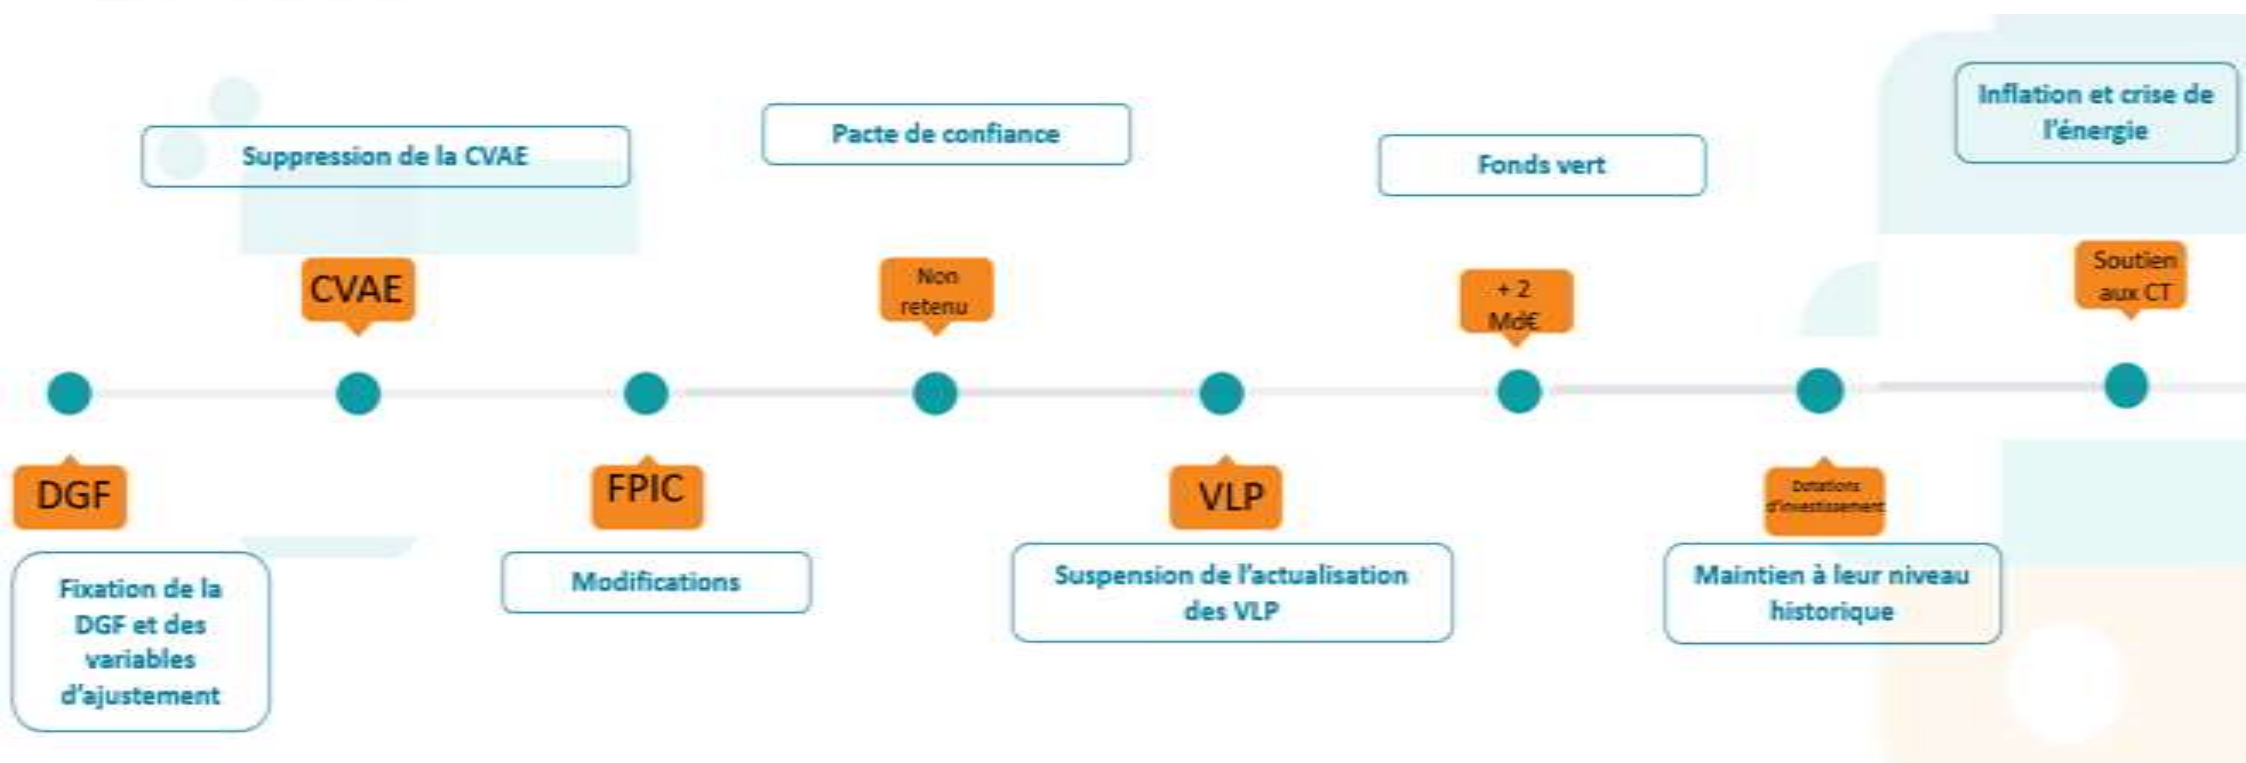 Inflation et crise de
l'énergie
Pacte de confiance
Suppression de la CVAE
Fonds vert
CVAE
Non
retenu
+ 2
Md€
Soutien
aux CT
DGF
FPIC
VLP
Dotations
d'investissement
Fixation de la
DGF et des
variables
d'ajustement
Modifications
Suspension de l'actualisation
des VLP
Maintien à leur niveau
historique